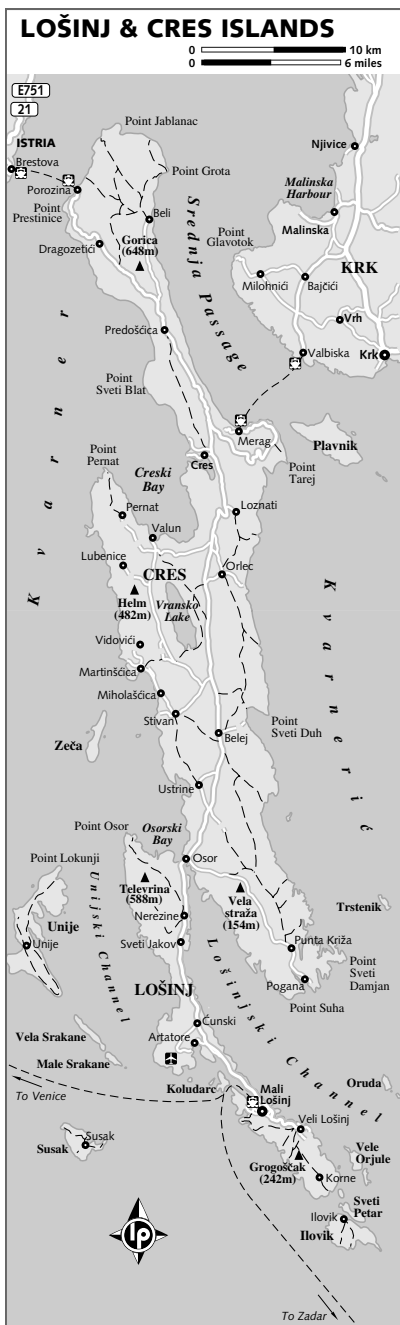 LOŠINJ & CRES ISLANDS
0 10 km
0 6 miles
E751
21
Point Jablanac
ISTRIA
Brestova
Njivice
Point Grota
Porozina
Malinska
Harbour
Point
Prestinice
Beli
Malinska
Srednja Passage
Point
Glavotok
Dragozetići
Gorica
(648m)
KRK
Milohnići
Bajčići
Vrh
Predošćica
Valbiska
Krk
Kvarner
Point
Sveti Blat
Merag
Plavnik
Point
Pernat
Cres
Point
Tarej
Creski
Bay
Pernat
Loznati
Valun
Lubenice
CRES
Orlec
Helm
(482m)
Vransko
Lake
Kvarnerić
Vidovići
Martinšćica
Miholašćica
Stivan
Point
Sveti Duh
Zeča
Belej
Ustrine
Point Osor
Osorski
Bay
Point Lokunji
Osor
Televrina
(588m)
Vela
straža
(154m)
Trstenik
Unije
Unijski Channel
Nerezine
Unije
Sveti Jakov
Lošinjski Channel
Punta Križa
Point
Sveti
Damjan
Pogana
LOŠINJ
Point Suha
Ćunski
Vela Srakane
Artatore
Male Srakane
Koludarc
Mali
Lošinj
Oruda
To Venice
Veli Lošinj
Susak
Susak
Vele
Orjule
Grogoščak
(242m)
Korne
Sveti
Petar
Ilovik
Ilovik
lp
To Zadar